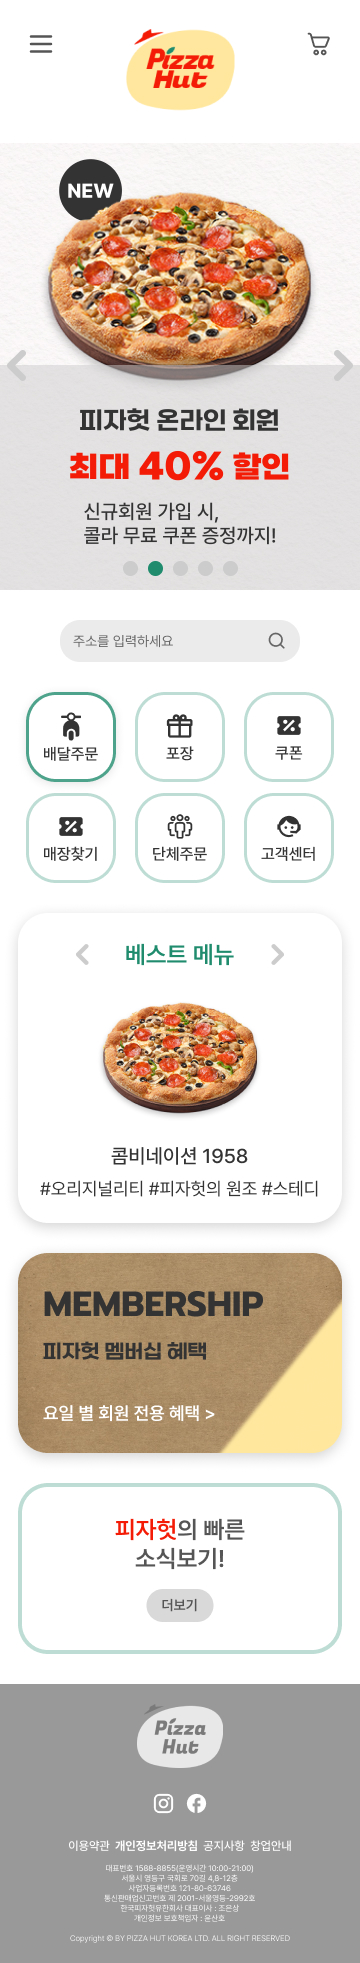 Pizza
Hut
NEW
피자헛 온라인 회원
최대 40% 할인
신규회원 가입 시,
콜라 무료 쿠폰 증정까지!
주소를 입력하세요
배달주문
포장
쿠폰
매장찾기
단체주문
고객센터
베스트 메뉴
콤비네이션 1958
#오리지널리티 #피자헛의 원조 #스테디
MEMBERSHIP
피자헛 멤버십 혜택
요일 별 회원 전용 혜택 >
피자헛의 빠른
소식보기!
더보기
Pizza
Hut
이용약관 개인정보처리방침 공지사항 창업안내
대표번호 1588-8855(운영시간 10:00-21:00)
서울시 영등구 국회로 70길 4,8-12층
사업자등록번호 121-80-63746
통신판매업신고번호 제 2001-서울영등-2992호
한국피자헛유한회사 대표이사 : 조은상
개인정보 보호책임자 : 윤산호
Copyright © BY PIZZA HUT KOREA LTD. ALL RIGHT RESERVED